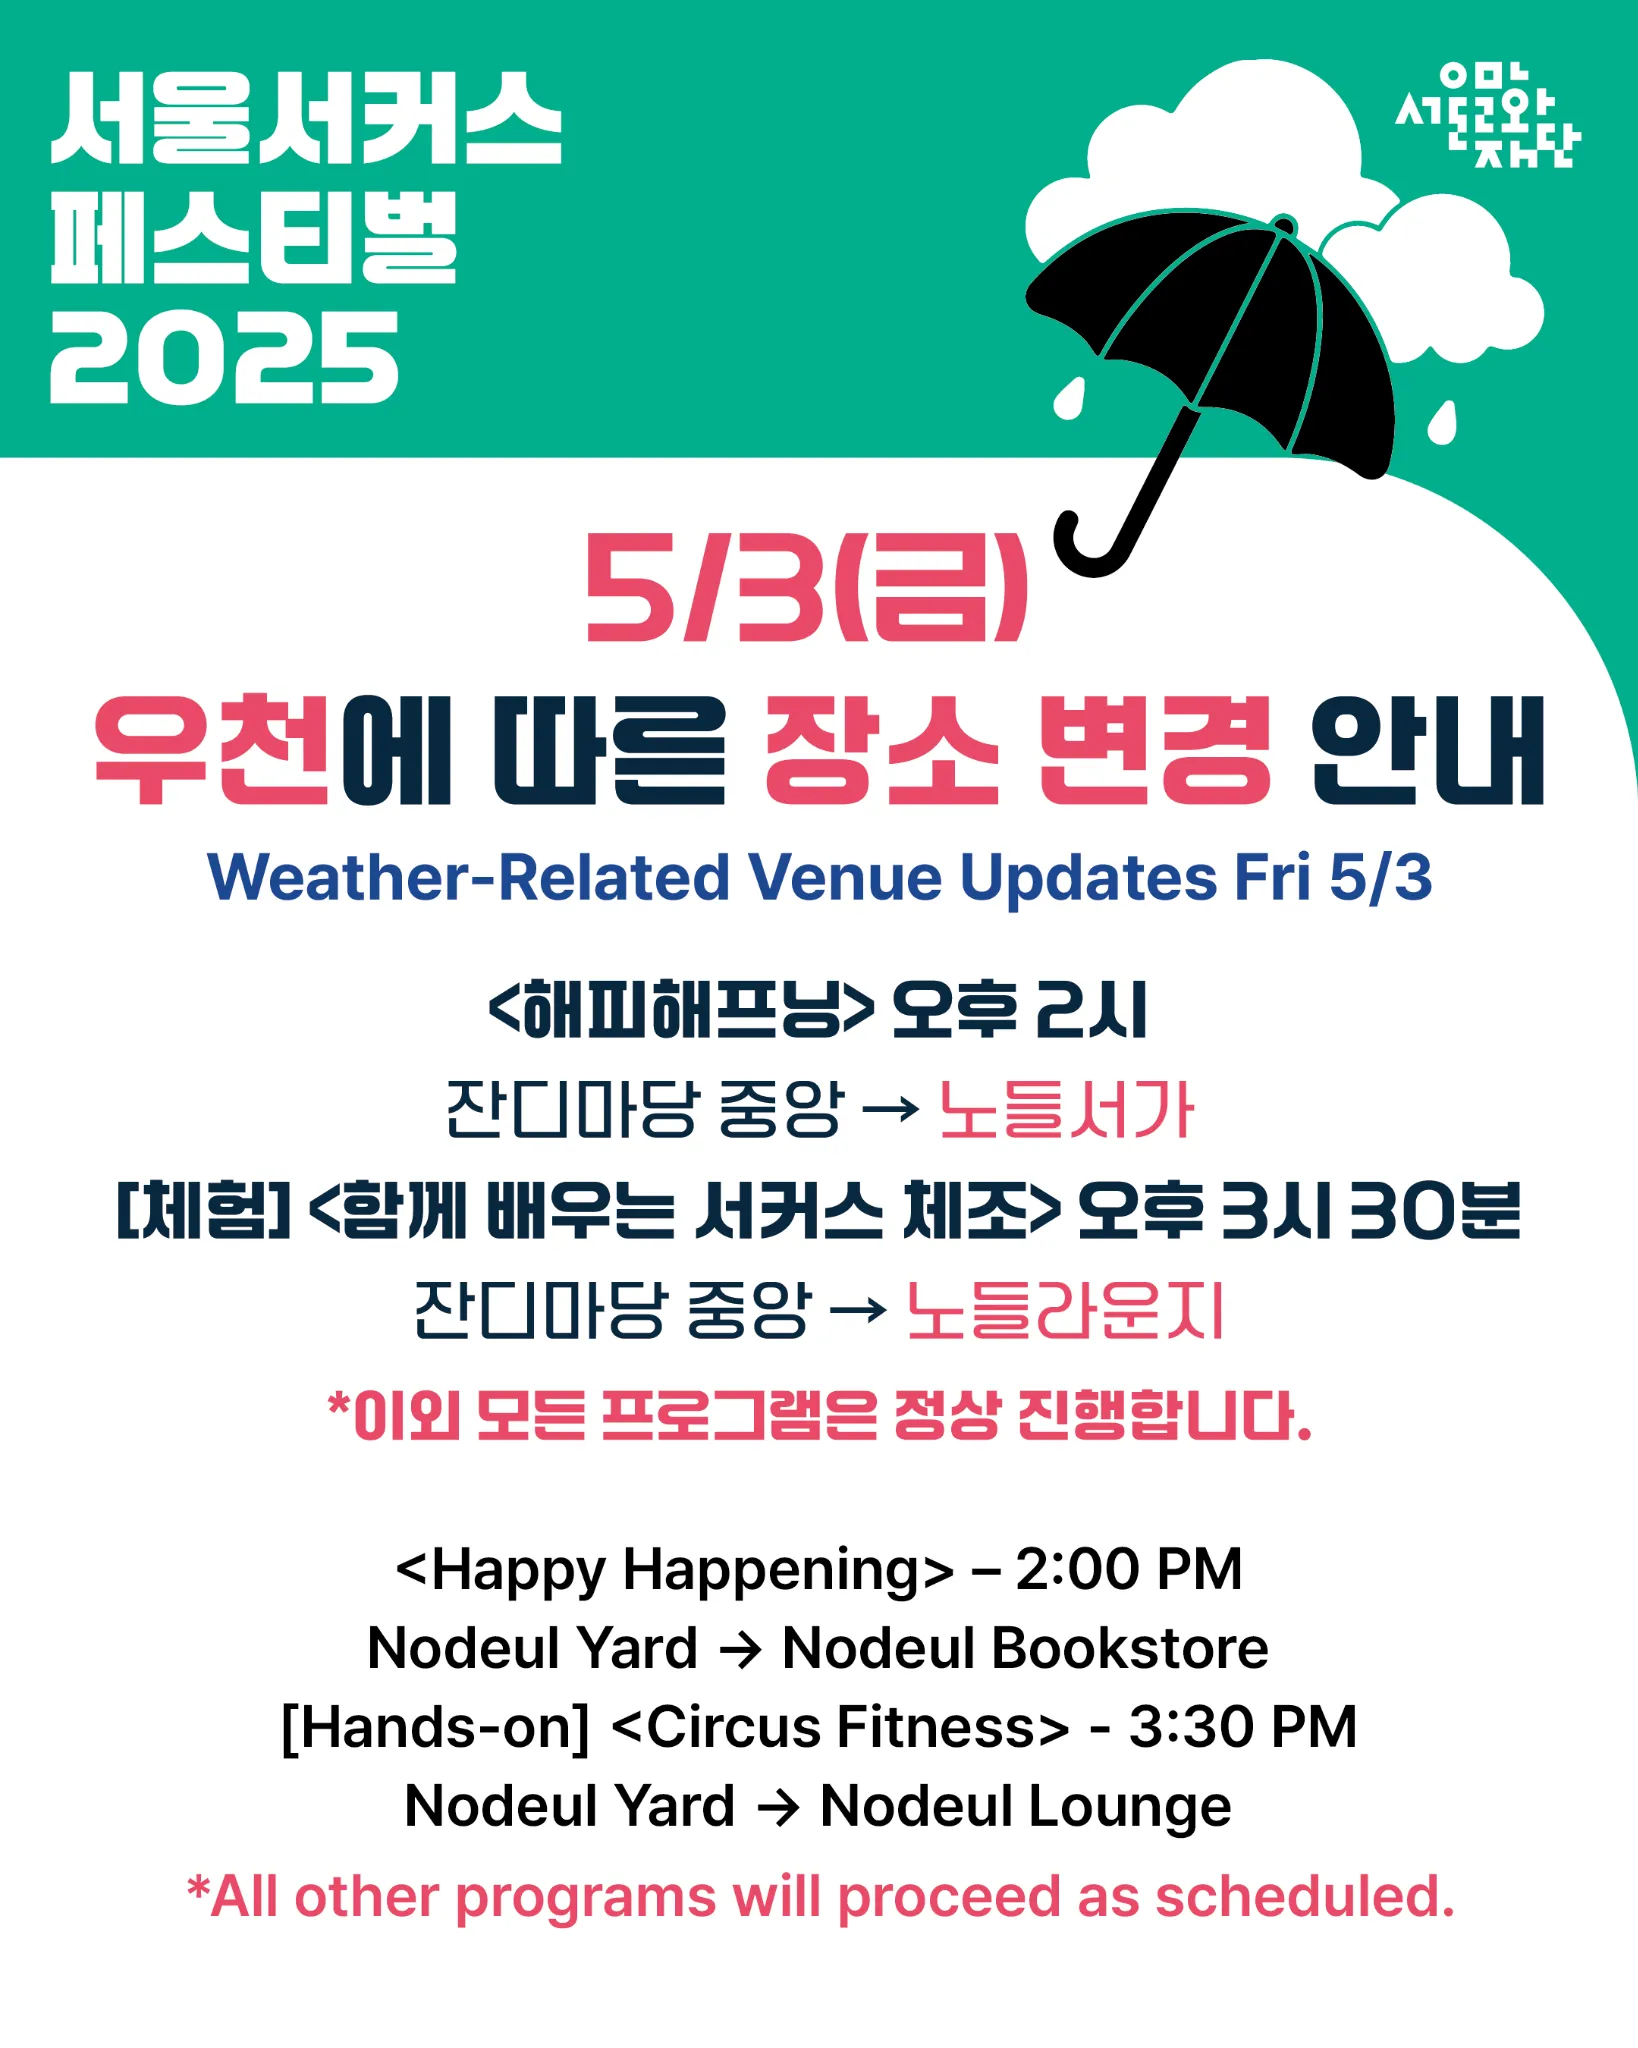 서울서커스
페스티벌
2025
서울문화재단
5/3(금)
우천에 따른 장소 변경 안내
Weather-Related Venue Updates Fri 5/3
<해피해프닝> 오후 2시
잔디마당 중앙 → 노들서가
[체험] <함께 배우는 서커스 체조> 오후 3시 30분
잔디마당 중앙 → 노들라운지
*이외 모든 프로그램은 정상 진행합니다.
<Happy Happening> – 2:00 PM
Nodeul Yard → Nodeul Bookstore
[Hands-on] <Circus Fitness> - 3:30 PM
Nodeul Yard → Nodeul Lounge
*All other programs will proceed as scheduled.